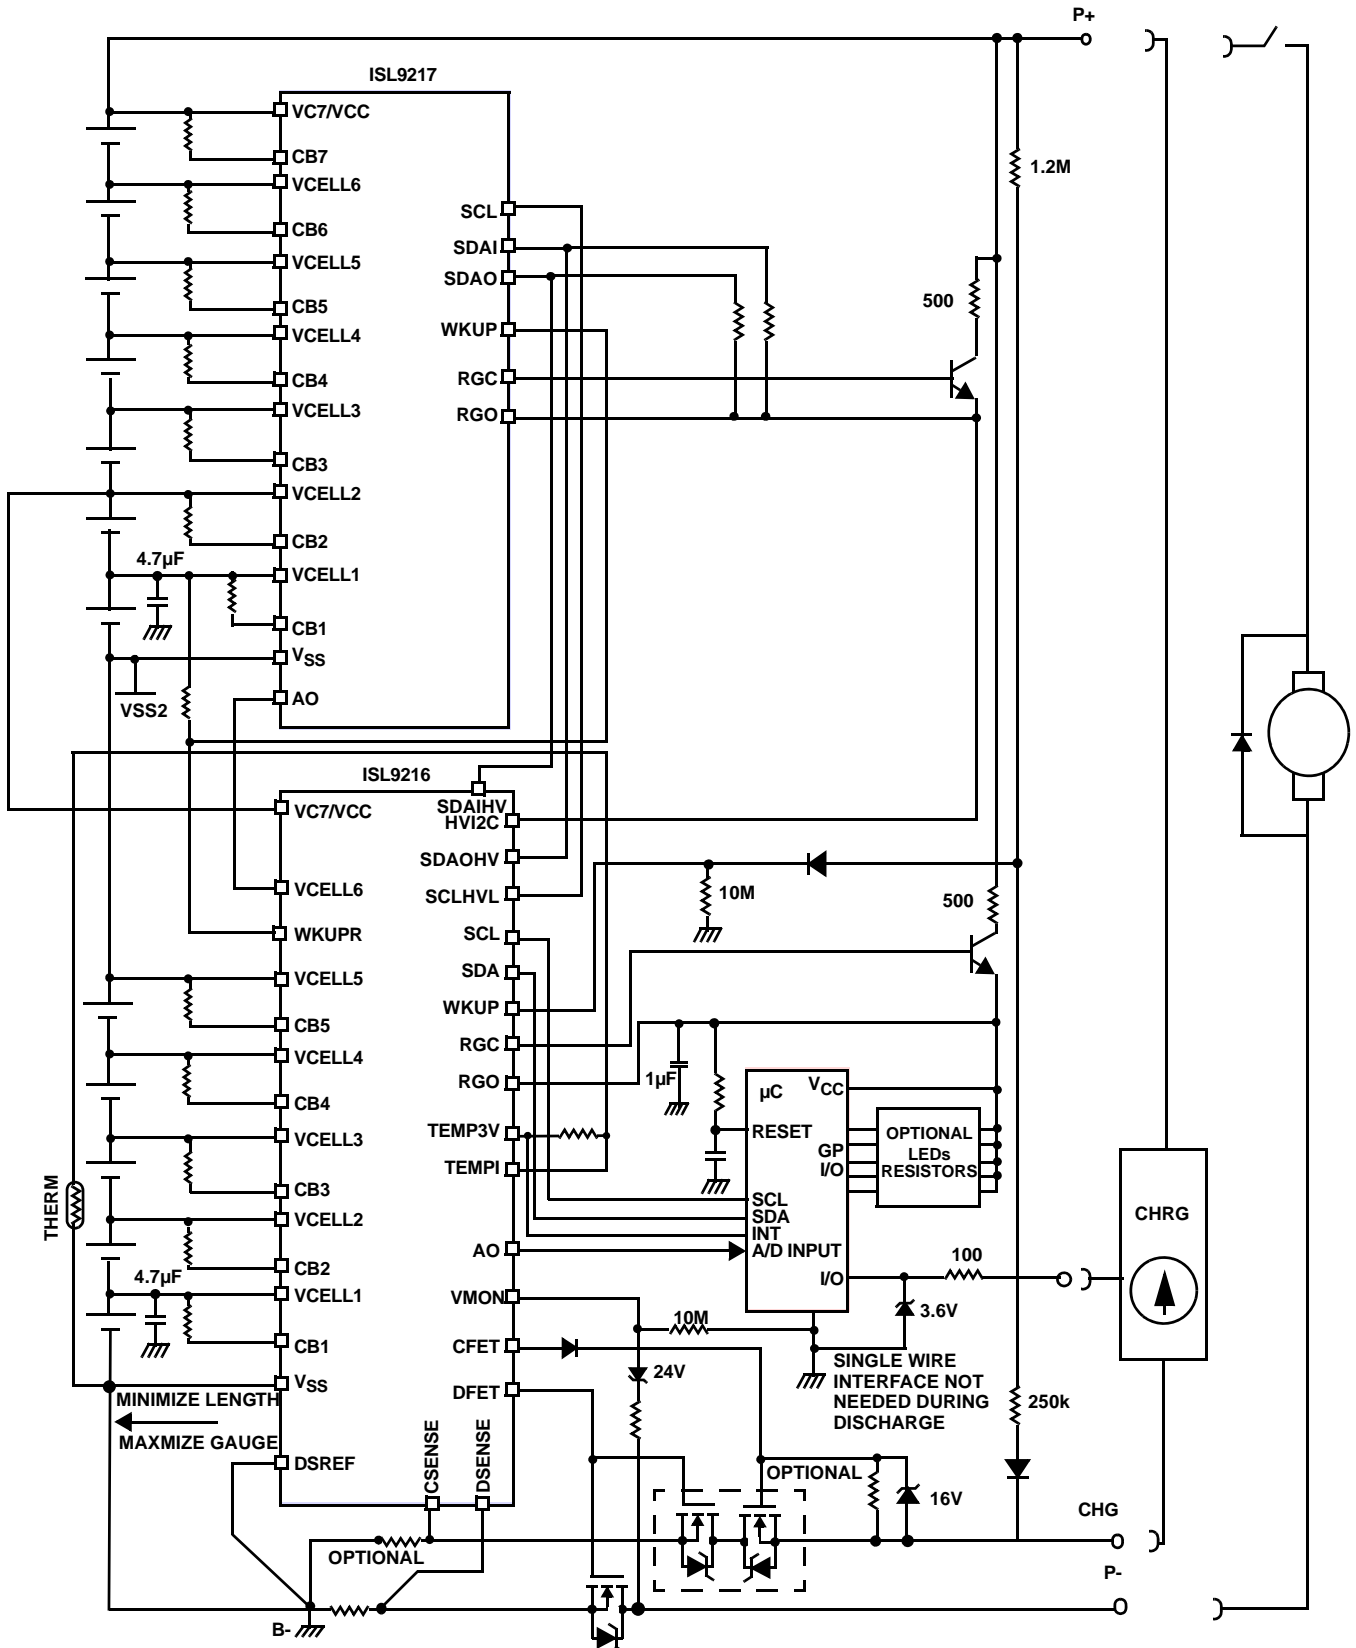 P+
ISL9217
VC7/VCC
CB7
VCELL6
CB6
VCELL5
CB5
VCELL4
CB4
VCELL3
CB3
VCELL2
CB2
4.7µF
VCELL1
CB1
VSS
VSS2
AO
SCL
SDAI
SDAO
WKUP
RGC
RGO
1.2M
500
ISL9216
VC7/VCC
VCELL6
WKUPR
VCELL5
CB5
VCELL4
CB4
VCELL3
CB3
VCELL2
CB2
4.7µF
VCELL1
CB1
VSS
MINIMIZE LENGTH
MAXMIZE GAUGE
DSREF
THERM
SDAIHV
HVI2C
SDAOHV
SCLHVL
SCL
SDA
WKUP
RGC
RGO
TEMP3V
TEMPI
AO
VMON
CFET
DFET
CSENSE
DSENSE
10M
500
1µF
µC
VCC
RESET
GP
I/O
SCL
SDA
INT
A/D INPUT
I/O
OPTIONAL
LEDs
RESISTORS
100
3.6V
10M
24V
SINGLE WIRE
INTERFACE NOT
NEEDED DURING
DISCHARGE
250k
CHRG
OPTIONAL
16V
CHG
OPTIONAL
P-
B-